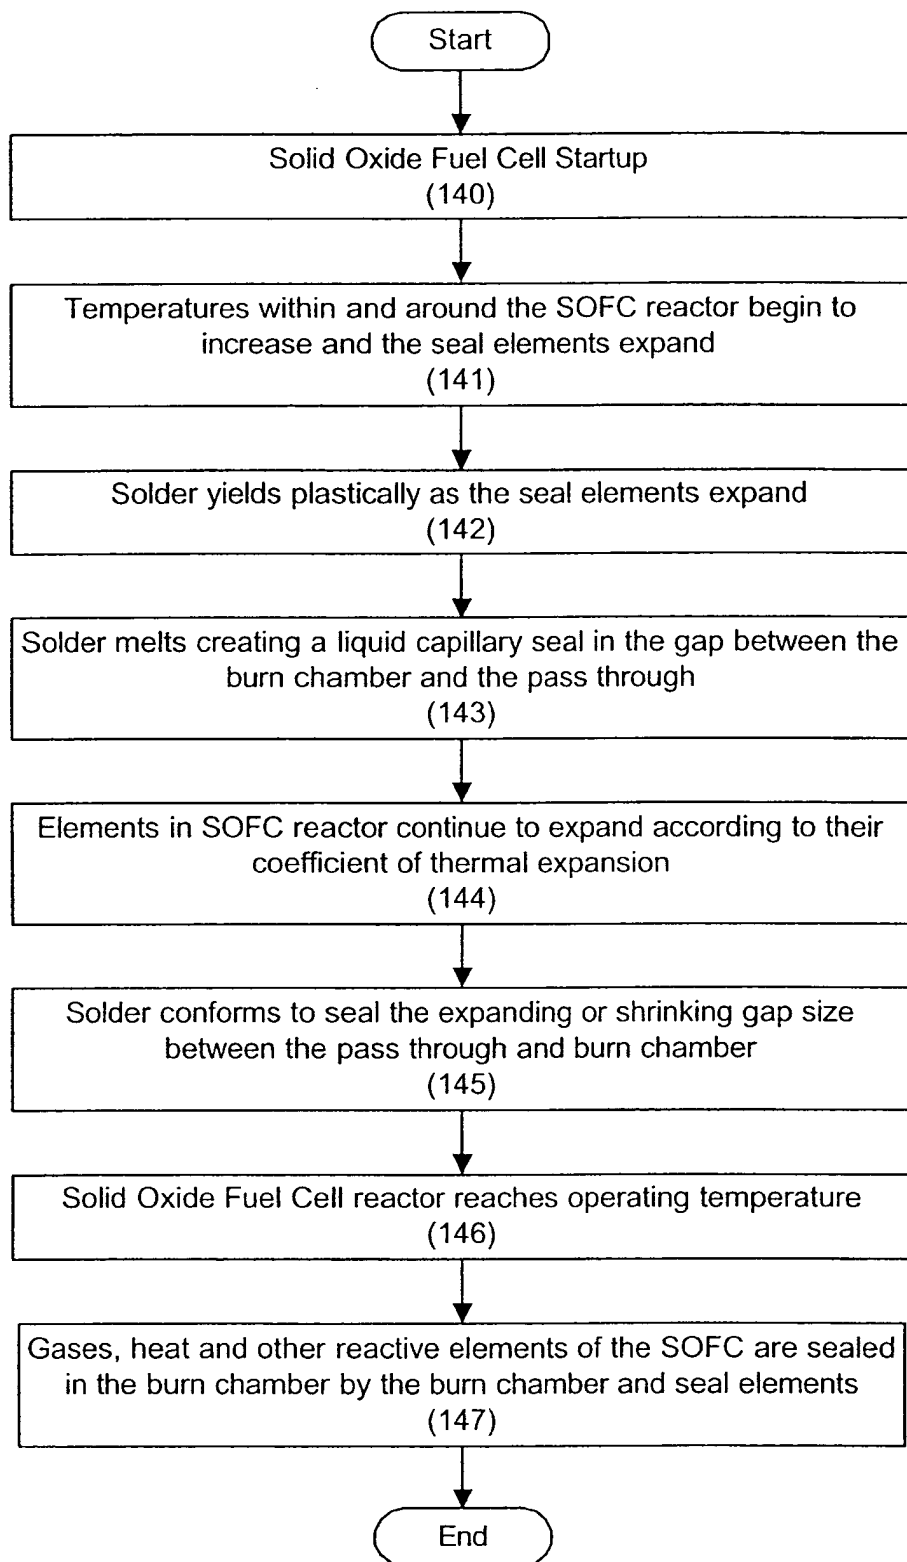 Start
Solid Oxide Fuel Cell Startup
(140)
Temperatures within and around the SOFC reactor begin to
increase and the seal elements expand
(141)
Solder yields plastically as the seal elements expand
(142)
Solder melts creating a liquid capillary seal in the gap between the
burn chamber and the pass through
(143)
Elements in SOFC reactor continue to expand according to their
coefficient of thermal expansion
(144)
Solder conforms to seal the expanding or shrinking gap size
between the pass through and burn chamber
(145)
Solid Oxide Fuel Cell reactor reaches operating temperature
(146)
Gases, heat and other reactive elements of the SOFC are sealed
in the burn chamber by the burn chamber and seal elements
(147)
End